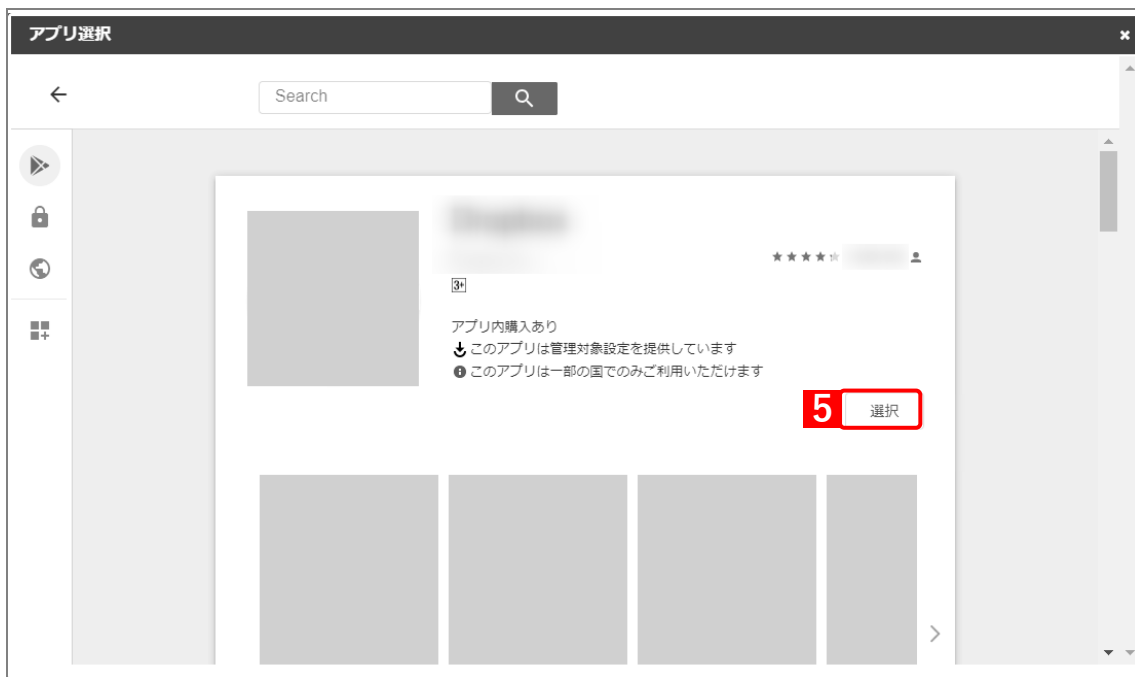 アプリ選択
Search
3+
アプリ内購入あり
このアプリは管理対象設定を提供しています
このアプリは一部の国でのみご利用いただけます
5 選択